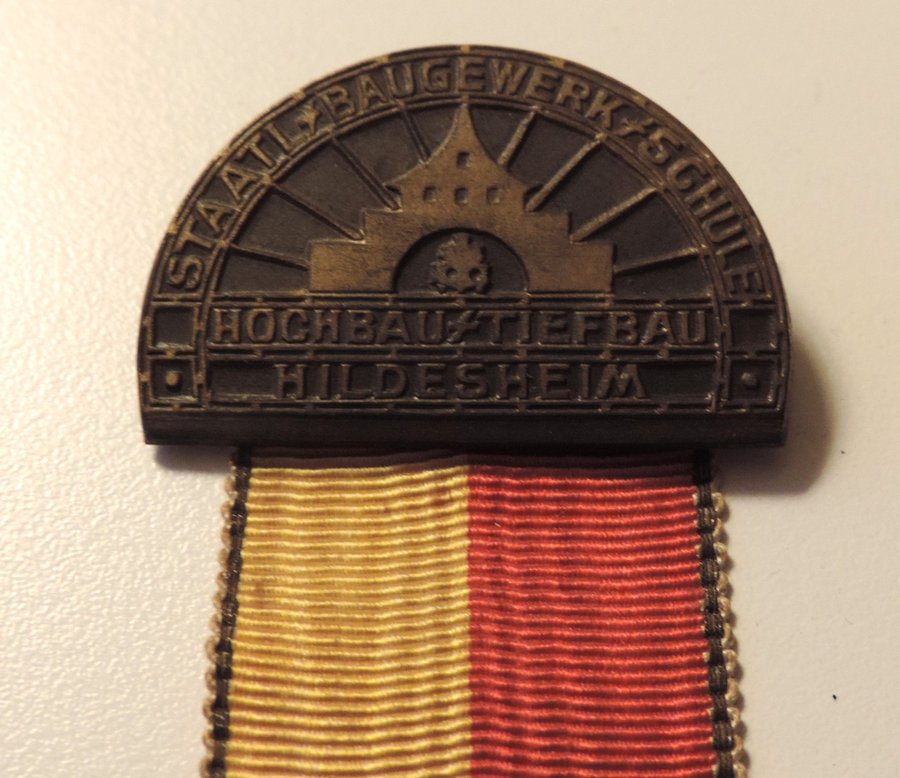 STAATL. BAUGEWERK SCHULE
HOCHBAU TIEFBAU
HILDESHEIM